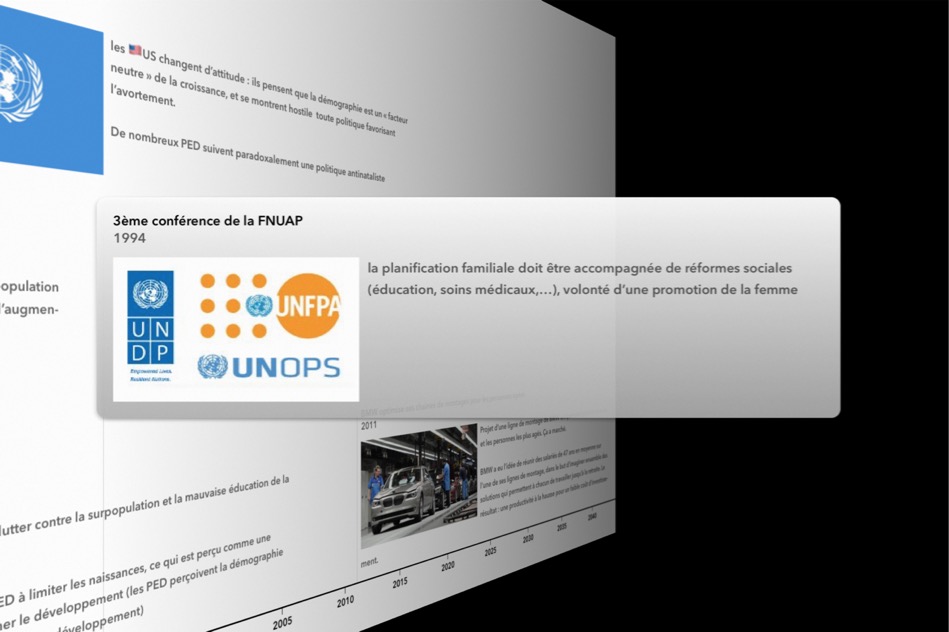 les 🇺🇸US changent d'attitude : ils pensent que la démographie est un « facteur
neutre » de la croissance, et se montrent hostile toute politique favorisant
l'avortement.
De nombreux PED suivent paradoxalement une politique antinataliste
3ème conférence de la FNUAP
1994
la planification familiale doit être accompagnée de réformes sociales
(éducation, soins médicaux,…), volonté d'une promotion de la femme
UN
DP
Empowered Lives.
Resilient Nations.
UNFPA
UNOPS
opulation
l'augmen-
2011
Projet d'une ligne de montage
et les personnes les plus agés. Ça a marché.
BMW a eu l'idée de réunir des salariés de 47 ans en moyenne sur
l'une de ses lignes de montage, dans le but d'imaginer ensemble des
solutions qui permettent à chacun de travailler jusqu'à la retraite. Le
résultat : une productivité à la hausse pour un faible coût d'investisse-
ment.
lutter contre la surpopulation et la mauvaise éducation de la
ED à limiter les naissances, ce qui est perçu comme une
ner le développement (les PED perçoivent la démographie
développement)
2005
2010
2015
2020
2025
2030
2035
2040